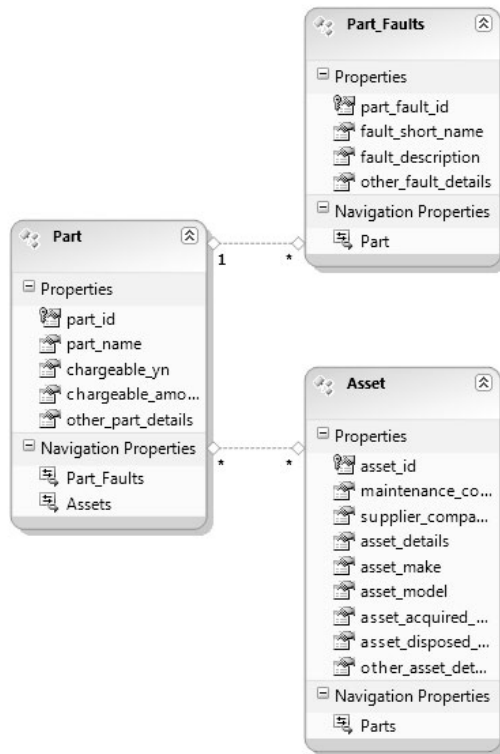 Part_Faults
Properties
part_fault_id
fault_short_name
fault_description
other_fault_details
Navigation Properties
Part
Part
Properties
part_id
part_name
chargeable_yn
chargeable_amo...
other_part_details
Navigation Properties
Part_Faults
Assets
1
*
*
*
Asset
Properties
asset_id
maintenance_co...
supplier_compa...
asset_details
asset_make
asset_model
asset_acquired_...
asset_disposed_...
other_asset_det...
Navigation Properties
Parts